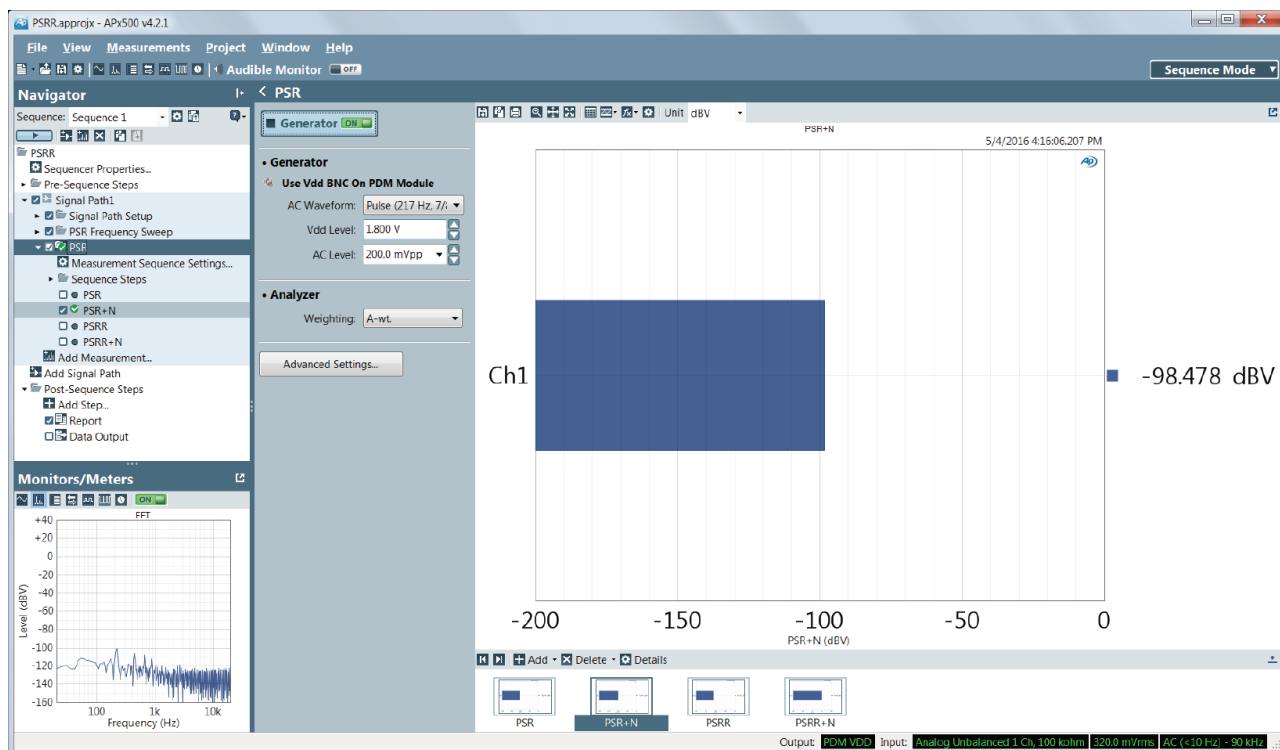 PSRR.approjx - APx500 v4.2.1
File View Measurements Project Window Help
Audible Monitor OFF
Sequence Mode
Navigator
PSR
Sequence: Sequence 1
PSRR
Sequencer Properties...
Pre-Sequence Steps
Signal Path1
Signal Path Setup
PSR Frequency Sweep
PSR
Measurement Sequence Settings...
Sequence Steps
PSR
PSR+N
PSRR
PSRR+N
Add Measurement...
Add Signal Path
Post-Sequence Steps
Add Step...
Report
Data Output
Generator ON
Generator
Use Vdd BNC On PDM Module
AC Waveform: Pulse (217 Hz, 7/
Vdd Level: 1.800 V
AC Level: 200.0 mVpp
Analyzer
Weighting: A-wt.
Advanced Settings...
Unit dBV
PSR+N
5/4/2016 4:16:06.207 PM
AP
Ch1
-98.478 dBV
-200 -150 -100 -50 0
PSR+N (dBV)
Add Delete Details
PSR PSR+N PSRR PSRR+N
Monitors/Meters
ON
FFT
+40
+20
0
-20
-40
-60
-80
-100
-120
-140
-160
Level (dBV)
100 1k 10k
Frequency (Hz)
Output: PDM VDD Input: Analog Unbalanced 1 Ch, 100 kohm 320.0 mVrms AC (<10 Hz) - 90 kHz